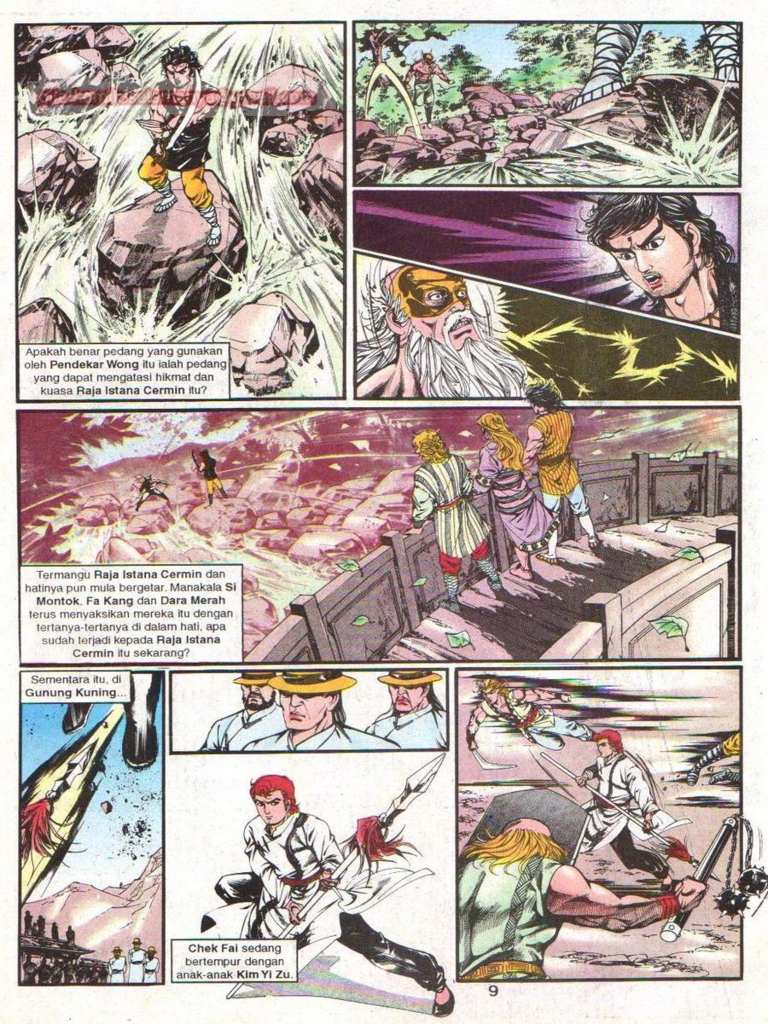 Apakah benar pedang yang gunakan
oleh Pendekar Wong itu ialah pedang
yang dapat mengatasi hikmat dan
kuasa Raja Istana Cermin itu?
Termangu Raja Istana Cermin dan
hatinya pun mula bergetar. Manakala Si
Montok, Fa Kang dan Dara Merah
terus menyaksikan mereka itu dengan
tertanya-tertanya di dalam hati, apa
sudah terjadi kepada Raja Istana
Cermin itu sekarang?
Sementara itu, di
Gunung Kuning...
Chek Fai sedang
bertempur dengan
anak-anak Kim Yi Zu.
9